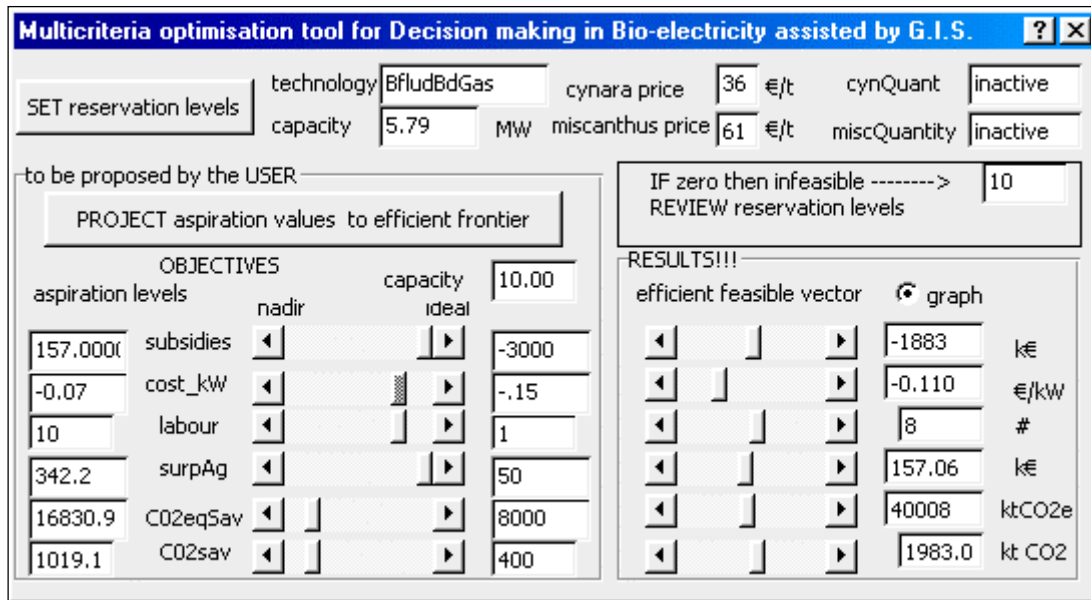 Multicriteria optimisation tool for Decision making in Bio-electricity assisted by G.I.S. ? X
SET reservation levels
technology BfludBdGas cynara price 36 €/t cynQuant inactive
capacity 5.79 MW miscanthus price 61 €/t miscQuantity inactive
to be proposed by the USER
PROJECT aspiration values to efficient frontier
IF zero then infeasible --------> 10
REVIEW reservation levels
OBJECTIVES
aspiration levels
capacity 10.00
nadir ideal
157.000( subsidies -3000
-0.07 cost_kW -.15
10 labour 1
342.2 surpAg 50
16830.9 C02eqSav 8000
1019.1 C02sav 400
RESULTS!!!
efficient feasible vector graph
-1883 k€
-0.110 €/kW
8 #
157.06 k€
40008 ktCO2e
1983.0 kt CO2